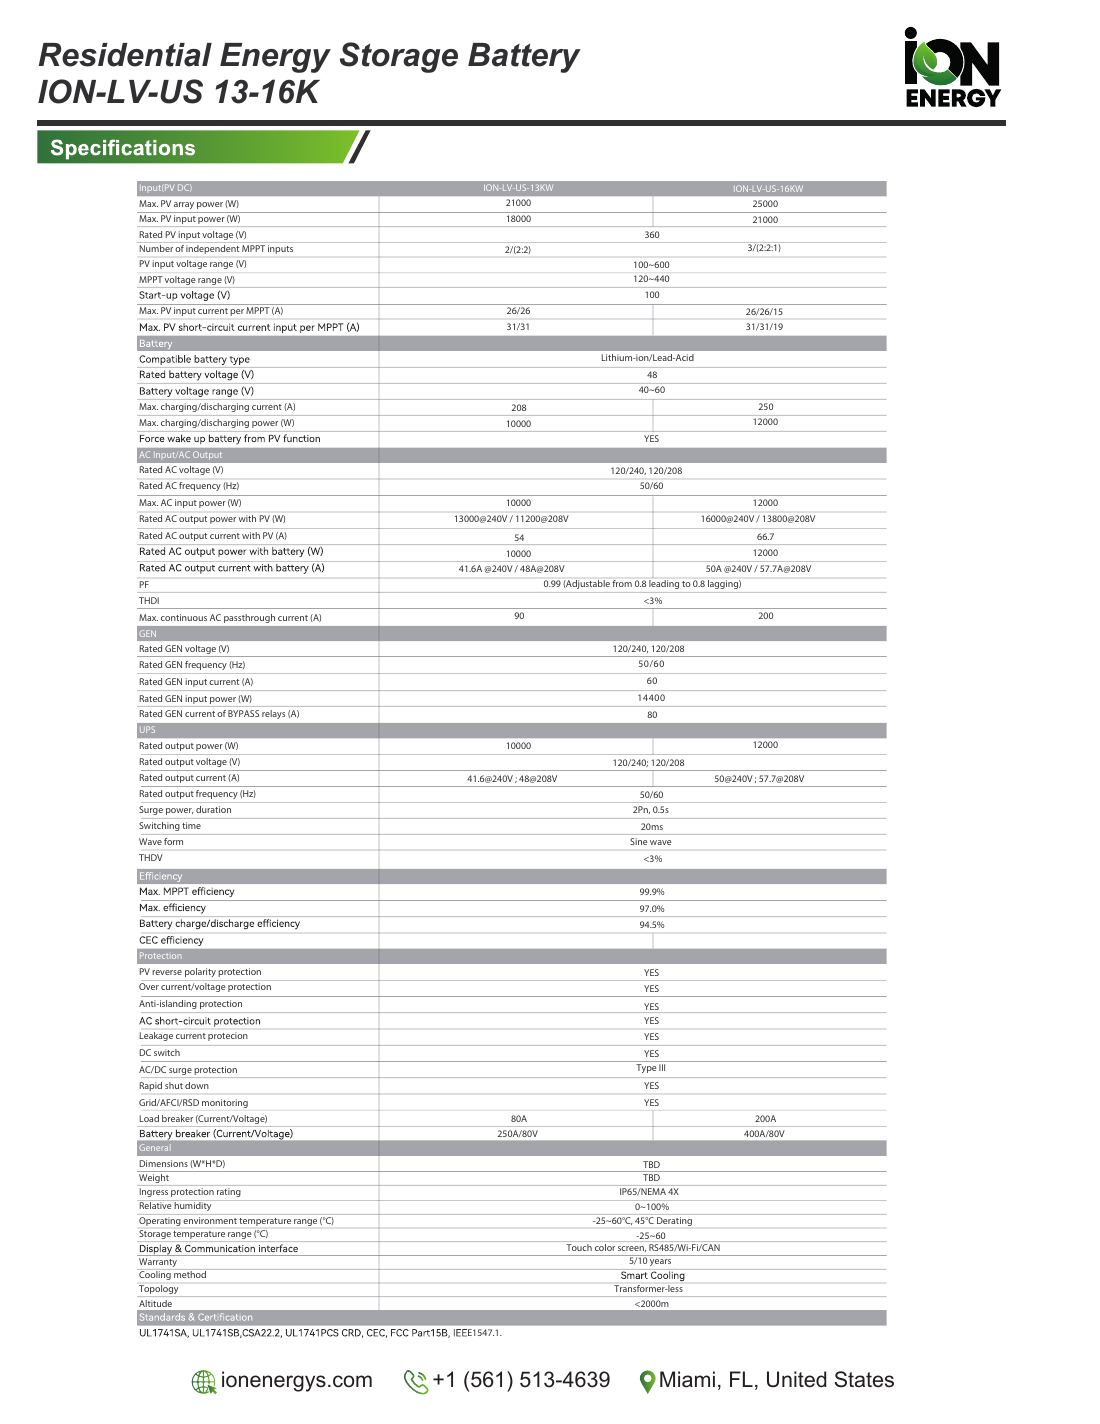 Residential Energy Storage Battery
ION-LV-US 13-16K
iON
ENERGY
Specifications
Input(PV DC) ION-LV-US-13KW ION-LV-US-16KW
Max. PV array power (W) 21000 25000
Max. PV input power (W) 18000 21000
Rated PV input voltage (V) 360
Number of independent MPPT inputs 2/(2:2) 3/(2:2:1)
PV input voltage range (V) 100~600
MPPT voltage range (V) 120~440
Start-up voltage (V) 100
Max. PV input current per MPPT (A) 26/26 26/26/15
Max. PV short-circuit current input per MPPT (A) 31/31 31/31/19
Battery
Compatible battery type Lithium-ion/Lead-Acid
Rated battery voltage (V) 48
Battery voltage range (V) 40~60
Max. charging/discharging current (A) 208 250
Max. charging/discharging power (W) 10000 12000
Force wake up battery from PV function YES
AC Input/AC Output
Rated AC voltage (V) 120/240, 120/208
Rated AC frequency (Hz) 50/60
Max. AC input power (W) 10000 12000
Rated AC output power with PV (W) 13000@240V / 11200@208V 16000@240V / 13800@208V
Rated AC output current with PV (A) 54 66.7
Rated AC output power with battery (W) 10000 12000
Rated AC output current with battery (A) 41.6A @240V / 48A@208V 50A @240V / 57.7A@208V
PF 0.99 (Adjustable from 0.8 leading to 0.8 lagging)
THDI <3%
Max. continuous AC passthrough current (A) 90 200
GEN
Rated GEN voltage (V) 120/240, 120/208
Rated GEN frequency (Hz) 50/60
Rated GEN input current (A) 60
Rated GEN input power (W) 14400
Rated GEN current of BYPASS relays (A) 80
UPS
Rated output power (W) 10000 12000
Rated output voltage (V) 120/240; 120/208
Rated output current (A) 41.6@240V ; 48@208V 50@240V ; 57.7@208V
Rated output frequency (Hz) 50/60
Surge power, duration 2Pn, 0.5s
Switching time 20ms
Wave form Sine wave
THDV <3%
Efficiency
Max. MPPT efficiency 99.9%
Max. efficiency 97.0%
Battery charge/discharge efficiency 94.5%
CEC efficiency
Protection
PV reverse polarity protection YES
Over current/voltage protection YES
Anti-islanding protection YES
AC short-circuit protection YES
Leakage current protecion YES
DC switch YES
AC/DC surge protection Type III
Rapid shut down YES
Grid/AFCI/RSD monitoring YES
Load breaker (Current/Voltage) 80A 200A
Battery breaker (Current/Voltage) 250A/80V 400A/80V
General
Dimensions (W*H*D) TBD
Weight TBD
Ingress protection rating IP65/NEMA 4X
Relative humidity 0~100%
Operating environment temperature range (°C) -25~60°C, 45°C Derating
Storage temperature range (°C) -25~60
Display & Communication interface Touch color screen, RS485/Wi-Fi/CAN
Warranty 5/10 years
Cooling method Smart Cooling
Topology Transformer-less
Altitude <2000m
Standards & Certification
UL1741SA, UL1741SB,CSA22.2, UL1741PCS CRD, CEC, FCC Part15B, IEEE1547.1.
ionenergys.com +1 (561) 513-4639 Miami, FL, United States